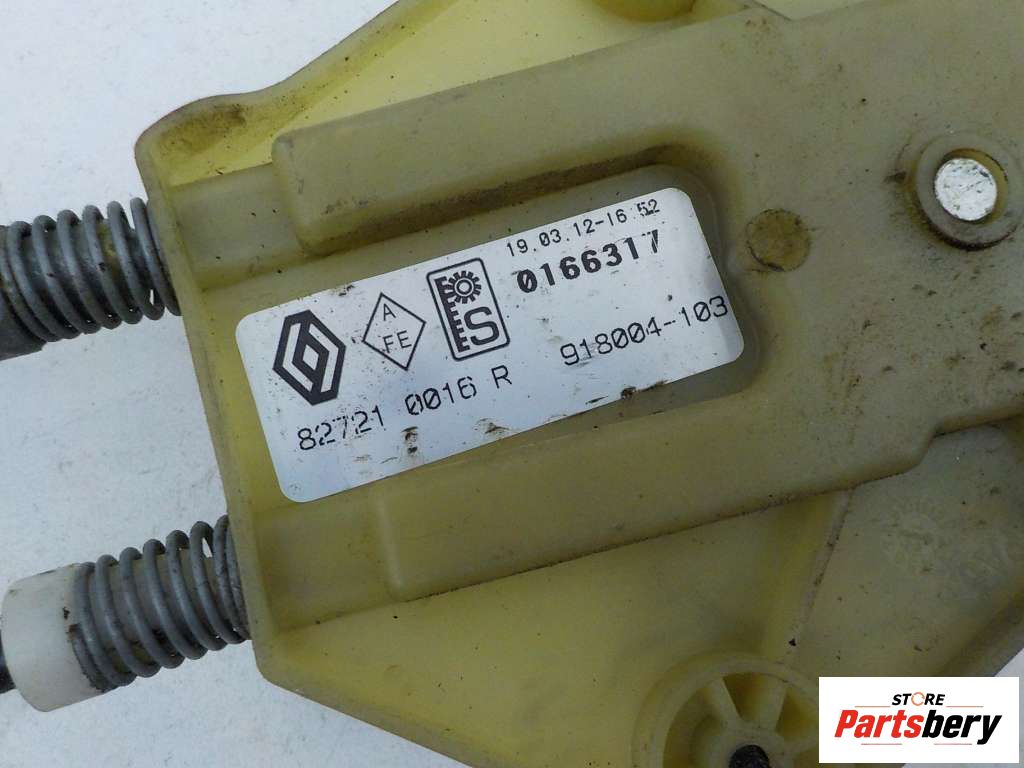 19.03.12-16:52
0166317
A
FE
S
918004-103
82721 0016 R
STORE
Partsbery